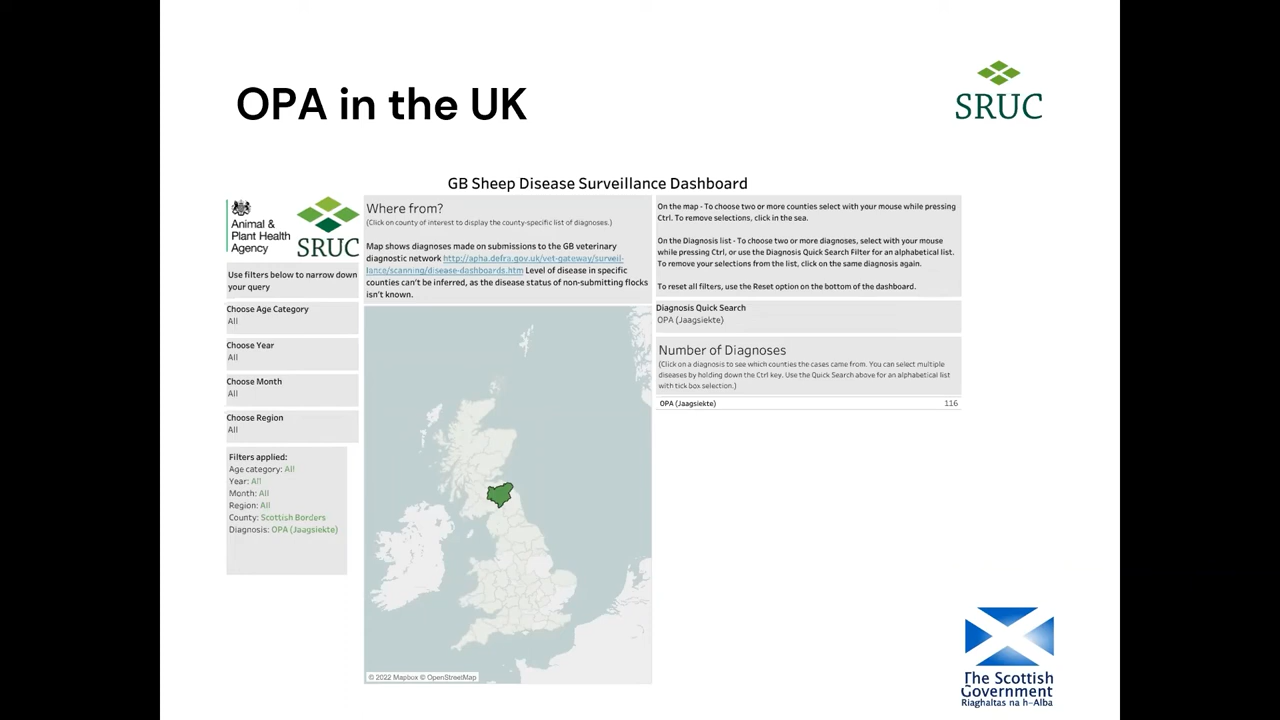 OPA in the UK
SRUC
GB Sheep Disease Surveillance Dashboard
Animal &
Plant Health
Agency
SRUC
Use filters below to narrow down
your query
Choose Age Category
All
Choose Year
All
Choose Month
All
Choose Region
All
Filters applied:
Age category: All
Year: All
Month: All
Region: All
County: Scottish Borders
Diagnosis: OPA (Jaagsiekte)
Where from?
(Click on county of interest to display the county-specific list of diagnoses.)
Map shows diagnoses made on submissions to the GB veterinary
diagnostic network http://apha.defra.gov.uk/vet-gateway/surveil-
lance/scanning/disease-dashboards.htm Level of disease in specific
counties can't be inferred, as the disease status of non-submitting flocks
isn't known.
© 2022 Mapbox © OpenStreetMap
On the map - To choose two or more counties select with your mouse while pressing
Ctrl. To remove selections, click in the sea.
On the Diagnosis list - To choose two or more diagnoses, select with your mouse
while pressing Ctrl, or use the Diagnosis Quick Search Filter for an alphabetical list.
To remove your selections from the list, click on the same diagnosis again.
To reset all filters, use the Reset option on the bottom of the dashboard.
Diagnosis Quick Search
OPA (Jaagsiekte)
Number of Diagnoses
(Click on a diagnosis to see which counties the cases came from. You can select multiple
diseases by holding down the Ctrl key. Use the Quick Search above for an alphabetical list
with tick box selection.)
OPA (Jaagsiekte) 116
The Scottish
Government
Riaghaltas na h-Alba